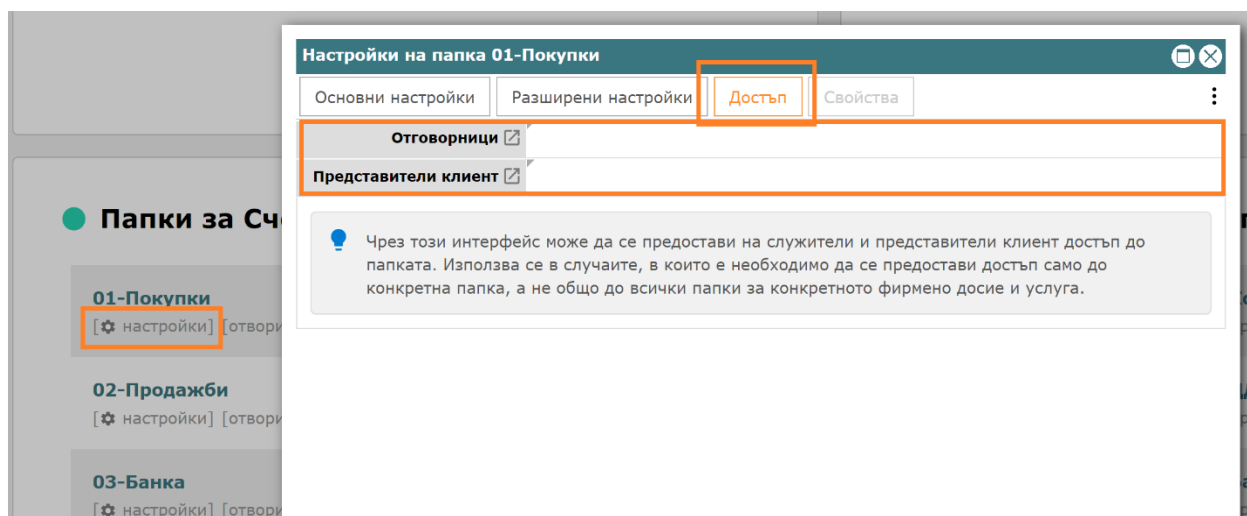 Настройки на папка 01-Покупки
Основни настройки Разширени настройки Достъп Свойства
Отговорници
Представители клиент
Чрез този интерфейс може да се предостави на служители и представители клиент достъп до
папката. Използва се в случаите, в които е необходимо да се предостави достъп само до
конкретна папка, а не общо до всички папки за конкретното фирмено досие и услуга.
Папки за Сч
01-Покупки
[настройки] [отвори
02-Продажби
[настройки] [отвори
03-Банка
[настройки] [отвори